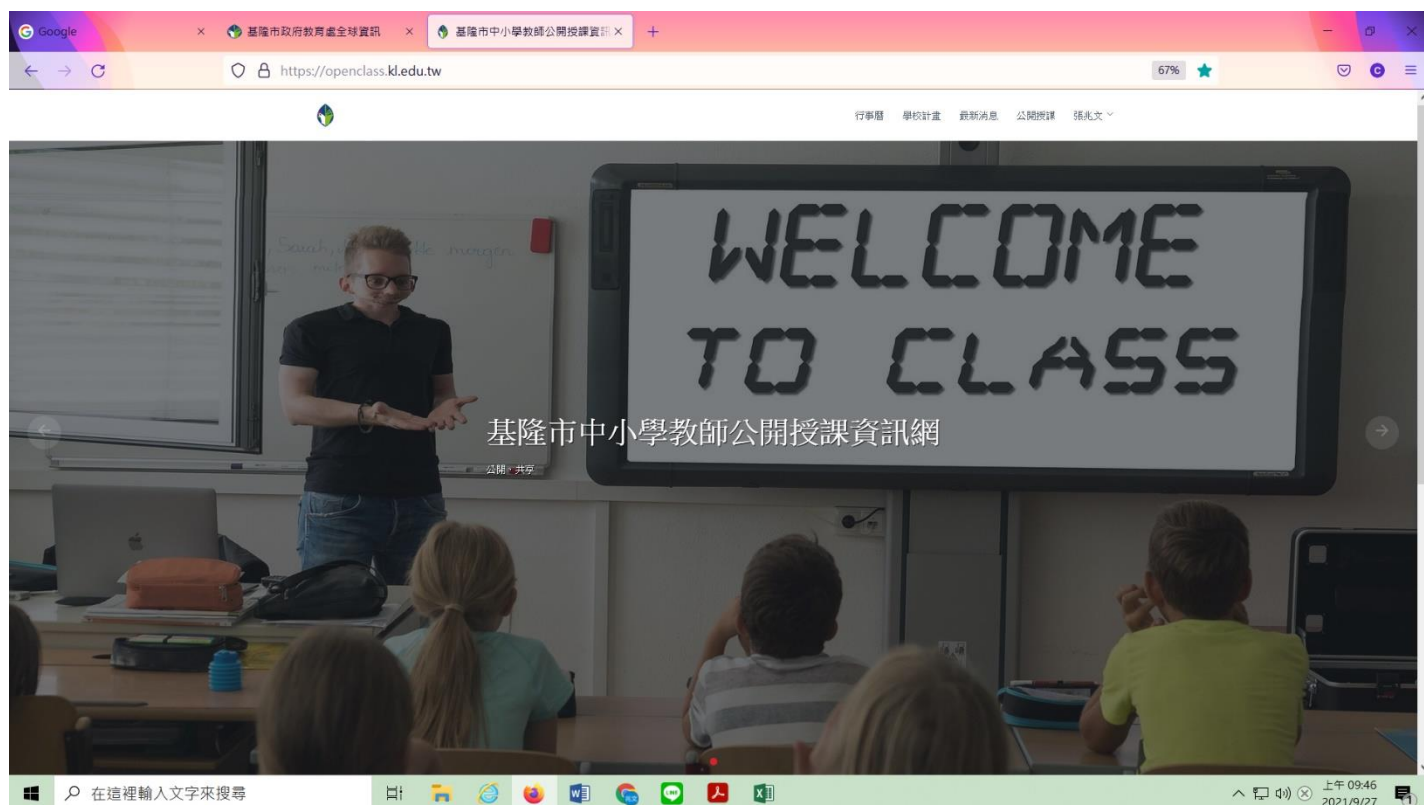 Google
基隆市政府教育處全球資訊
基隆市中小學教師公開授課資訊
https://openclass.kl.edu.tw
67%
行事曆 學校計畫 最新消息 公開授課 張兆文
WELCOME
TO CLASS
基隆市中小學教師公開授課資訊網
公開、共享
在這裡輸入文字來搜尋
上午 09:46
2021/9/27